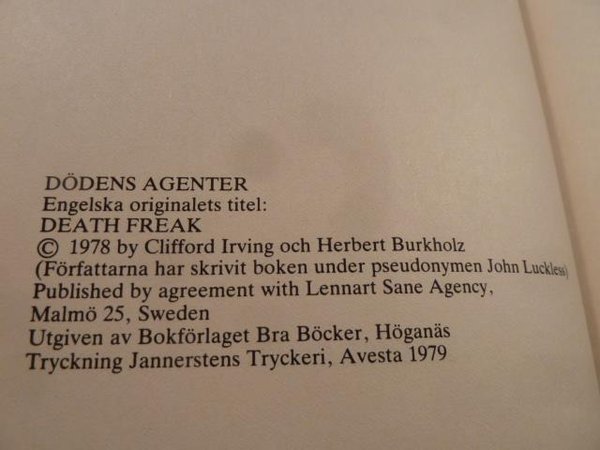 DÖDENS AGENTER
Engelska originalets titel:
DEATH FREAK
© 1978 by Clifford Irving och Herbert Burkholz
(Författarna har skrivit boken under pseudonymen John Luckless)
Published by agreement with Lennart Sane Agency,
Malmö 25, Sweden
Utgiven av Bokförlaget Bra Böcker, Höganäs
Tryckning Jannerstens Tryckeri, Avesta 1979